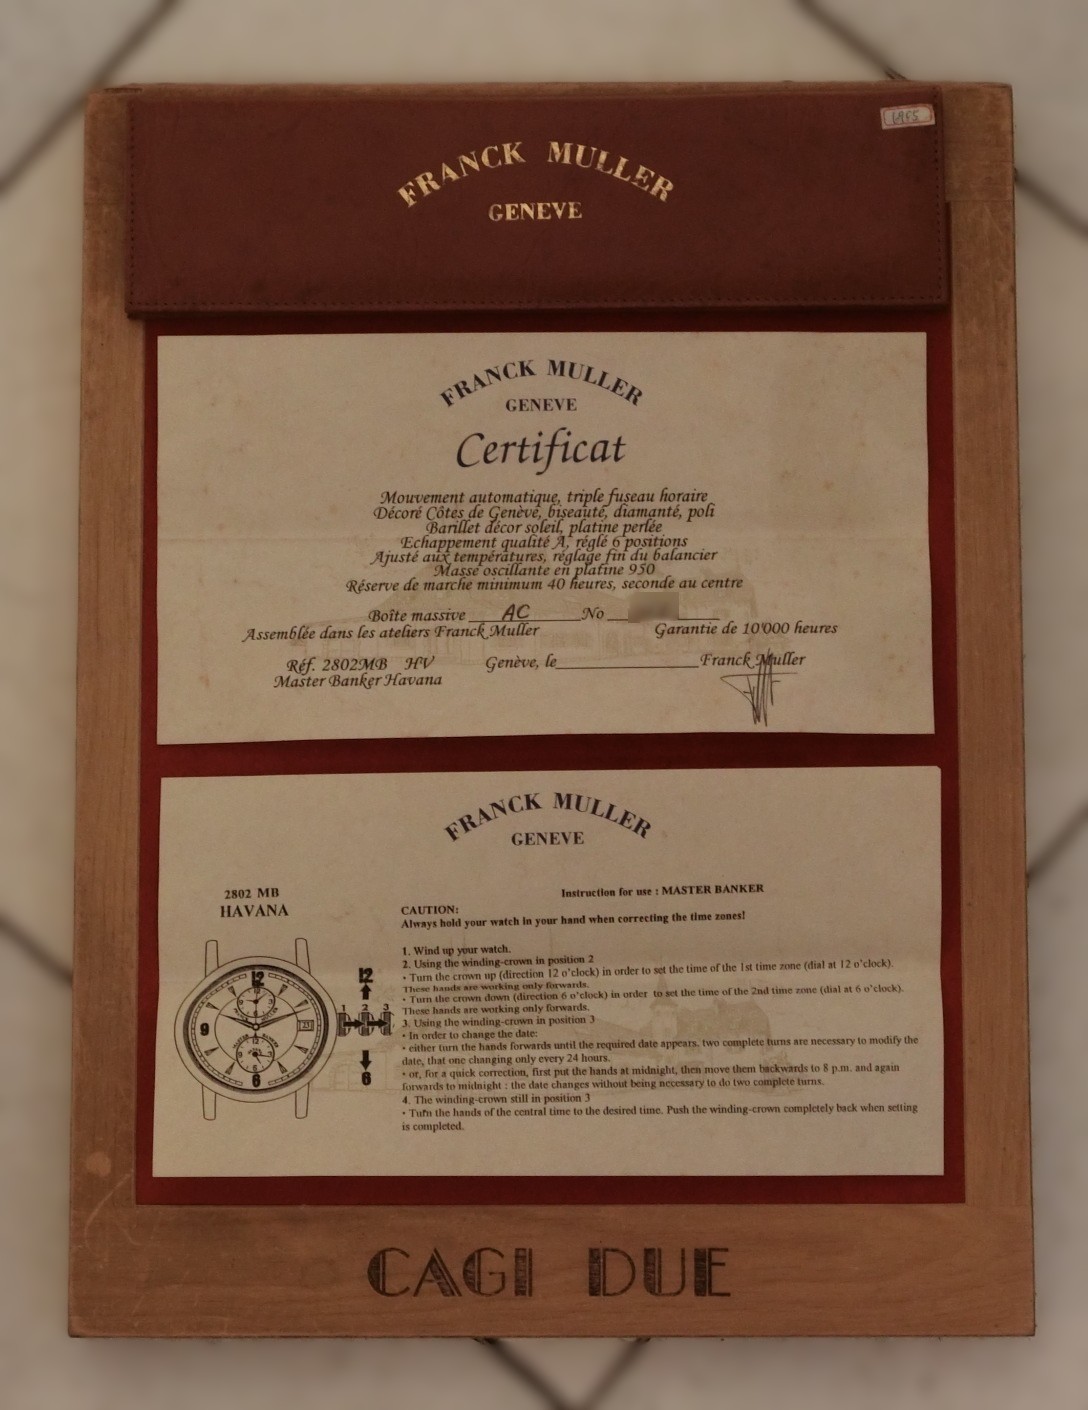 FRANCK MULLER
GENEVE
FRANCK MULLER
GENEVE
Certificat
Mouvement automatique, triple fuseau horaire
Décoré Côtes de Genève, biseauté, diamanté, poli
Barillet décor soleil, platine perlée
Echappement qualité A, réglé 6 positions
Ajusté aux températures, réglage fin du balancier
Masse oscillante en platine 950
Réserve de marche minimum 40 heures, seconde au centre
Boîte massive AC No
Assemblée dans les ateliers Franck Muller Garantie de 10'000 heures
Réf. 2802MB HV Genève, le Franck Muller
Master Banker Havana
FRANCK MULLER
GENEVE
2802 MB
HAVANA
Instruction for use : MASTER BANKER
CAUTION:
Always hold your watch in your hand when correcting the time zones!
1. Wind up your watch.
2. Using the winding-crown in position 2
• Turn the crown up (direction 12 o'clock) in order to set the time of the 1st time zone (dial at 12 o'clock).
These hands are working only forwards.
• Turn the crown down (direction 6 o'clock) in order to set the time of the 2nd time zone (dial at 6 o'clock).
These hands are working only forwards.
3. Using the winding-crown in position 3
• In order to change the date:
• either turn the hands forwards until the required date appears. two complete turns are necessary to modify the
date, that one changing only every 24 hours.
• or, for a quick correction, first put the hands at midnight, then move them backwards to 8 p.m. and again
forwards to midnight : the date changes without being necessary to do two complete turns.
4. The winding-crown still in position 3
• Turn the hands of the central time to the desired time. Push the winding-crown completely back when setting
is completed.
12
9
6
12
1 2 3
6
CAGI DUE